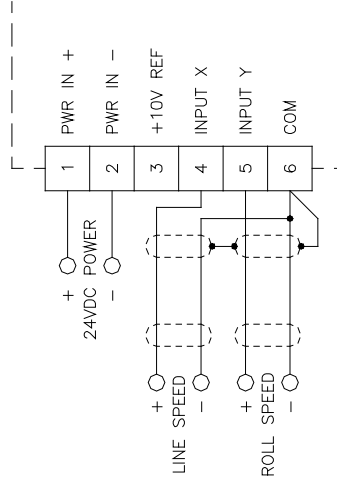 1 PWR IN +
2 PWR IN -
3 +10V REF
4 INPUT X
5 INPUT Y
6 COM
+
24VDC POWER
-
+
LINE SPEED
-
+
ROLL SPEED
-